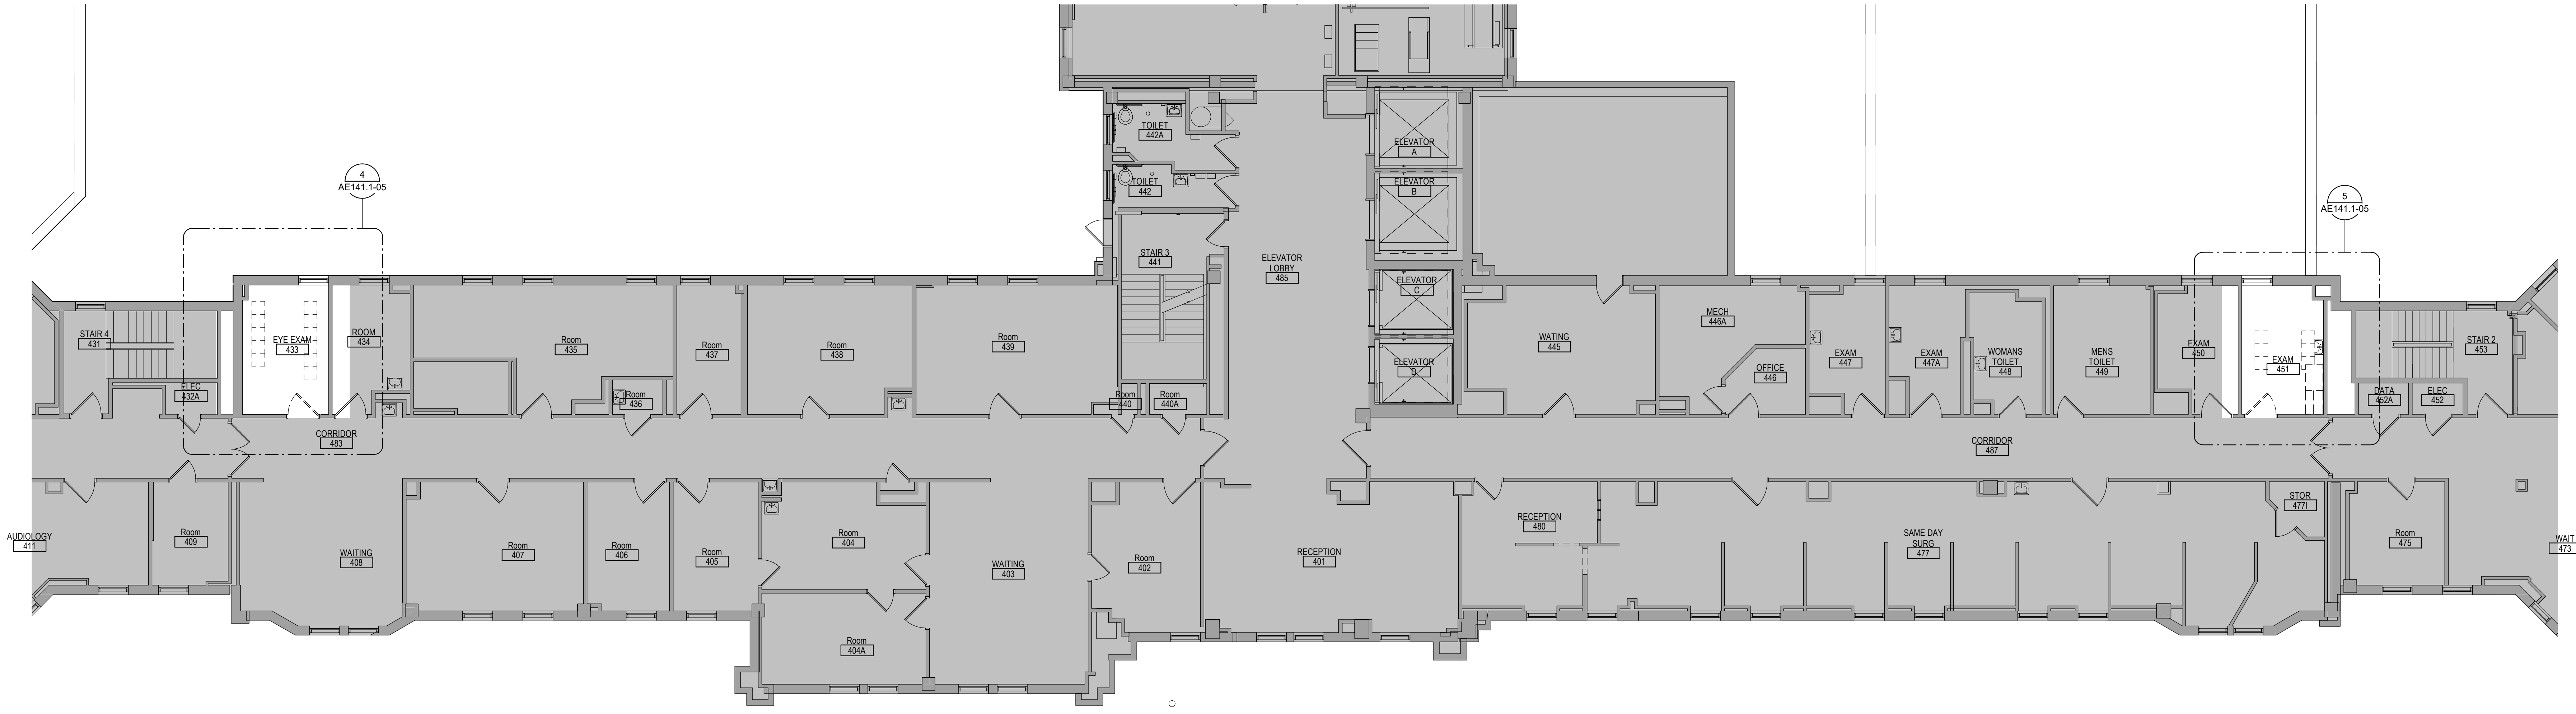 4
AE141.1-05
5
AE141.1-05
TOILET
442A
TOILET
442
ELEVATOR
A
ELEVATOR
B
ELEVATOR
C
ELEVATOR
D
STAIR 3
441
ELEVATOR
LOBBY
485
STAIR 4
431
ELEC
432A
EYE EXAM
433
ROOM
434
Room
435
Room
436
Room
437
Room
438
Room
439
Room
440
Room
440A
WATING
445
MECH
446A
OFFICE
446
EXAM
447
EXAM
447A
WOMANS
TOILET
448
MENS
TOILET
449
EXAM
450
EXAM
451
STAIR 2
453
DATA
452A
ELEC
452
CORRIDOR
483
CORRIDOR
487
AUDIOLOGY
411
Room
409
WAITING
408
Room
407
Room
406
Room
405
Room
404
Room
404A
WAITING
403
Room
402
RECEPTION
401
RECEPTION
480
SAME DAY
SURG
477
STOR
477I
Room
475
WAIT
473